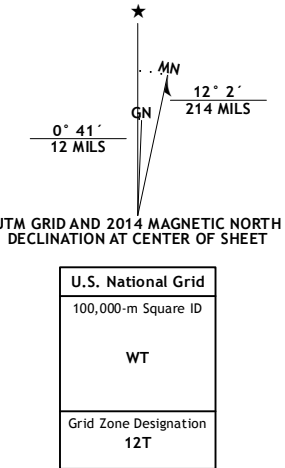 MN
12° 2´
214 MILS
GN
0° 41´
12 MILS
UTM GRID AND 2014 MAGNETIC NORTH
DECLINATION AT CENTER OF SHEET
U.S. National Grid
100,000-m Square ID
WT
Grid Zone Designation
12T